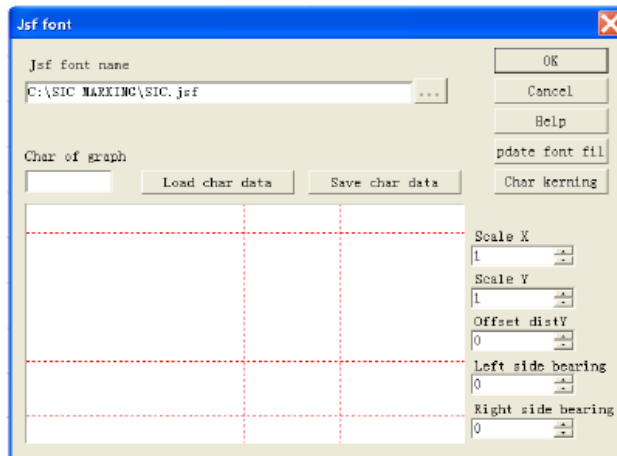 Jsf font
Jsf font name
C:\SIC MARKING\SIC.jsf
...
OK
Cancel
Help
pdate font fil
Char kerning
Char of graph
Load char data
Save char data
Scale X
1
Scale Y
1
Offset distY
0
Left side bearing
0
Right side bearing
0